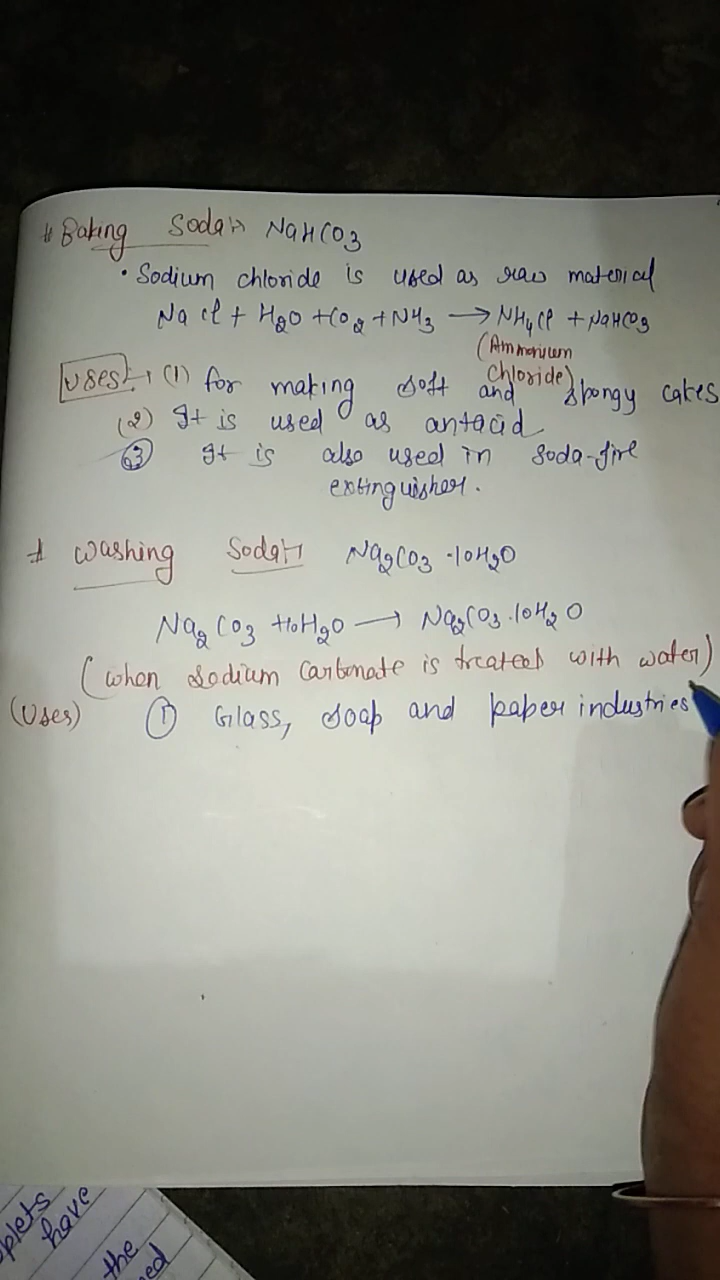 # Baking Soda:- NaHCO3
• Sodium chloride is used as raw material
NaCl + H2O + CO2 + NH3 → NH4Cl + NaHCO3
(Ammonium
Chloride)
Uses:- (1) for making soft and spongy cakes
(2) It is used as antacid
(3) It is also used in soda-fire
extinguisher.
# Washing Soda:- Na2CO3 .10H2O
Na2CO3 +10H2O → Na2CO3.10H2O
(when Sodium Carbonate is treated with water)
(Uses) (1) Glass, soap and paper industries
plets
have
the